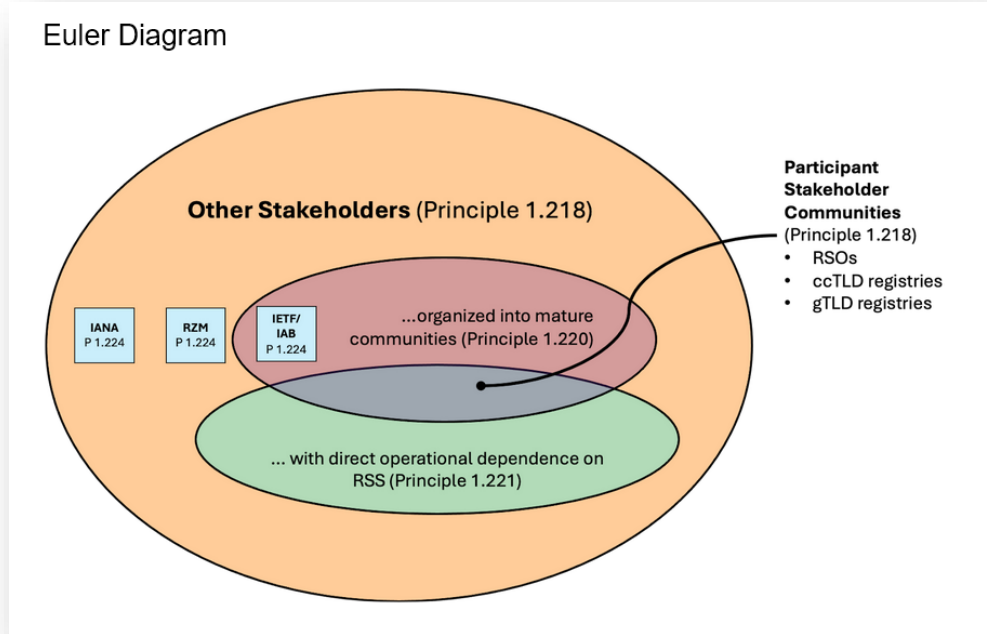 Euler Diagram
Other Stakeholders (Principle 1.218)
Participant
Stakeholder
Communities
(Principle 1.218)
• RSOs
• ccTLD registries
• gTLD registries
IANA
P 1.224
RZM
P 1.224
IETF/
IAB
P 1.224
...organized into mature
communities (Principle 1.220)
... with direct operational dependence on
RSS (Principle 1.221)